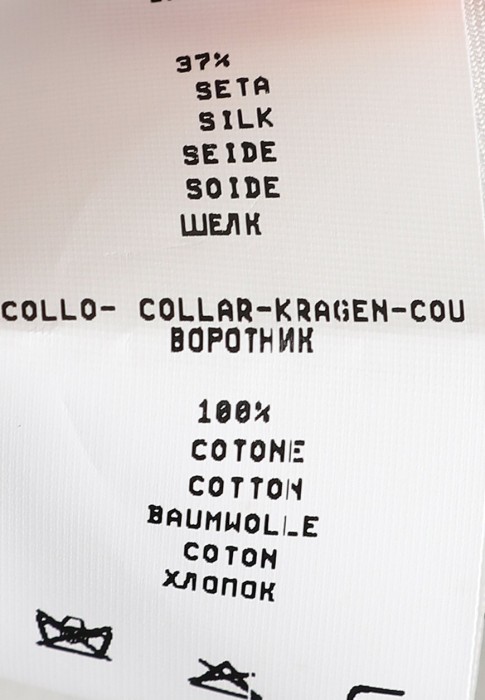 37%
SETA
SILK
SEIDE
SOIDE
ШЕЛК
COLLO- COLLAR-KRAGEN-COU
ВОРОТНИК
100%
COTONE
COTTON
BAUMWOLLE
COTON
ХЛОПОК